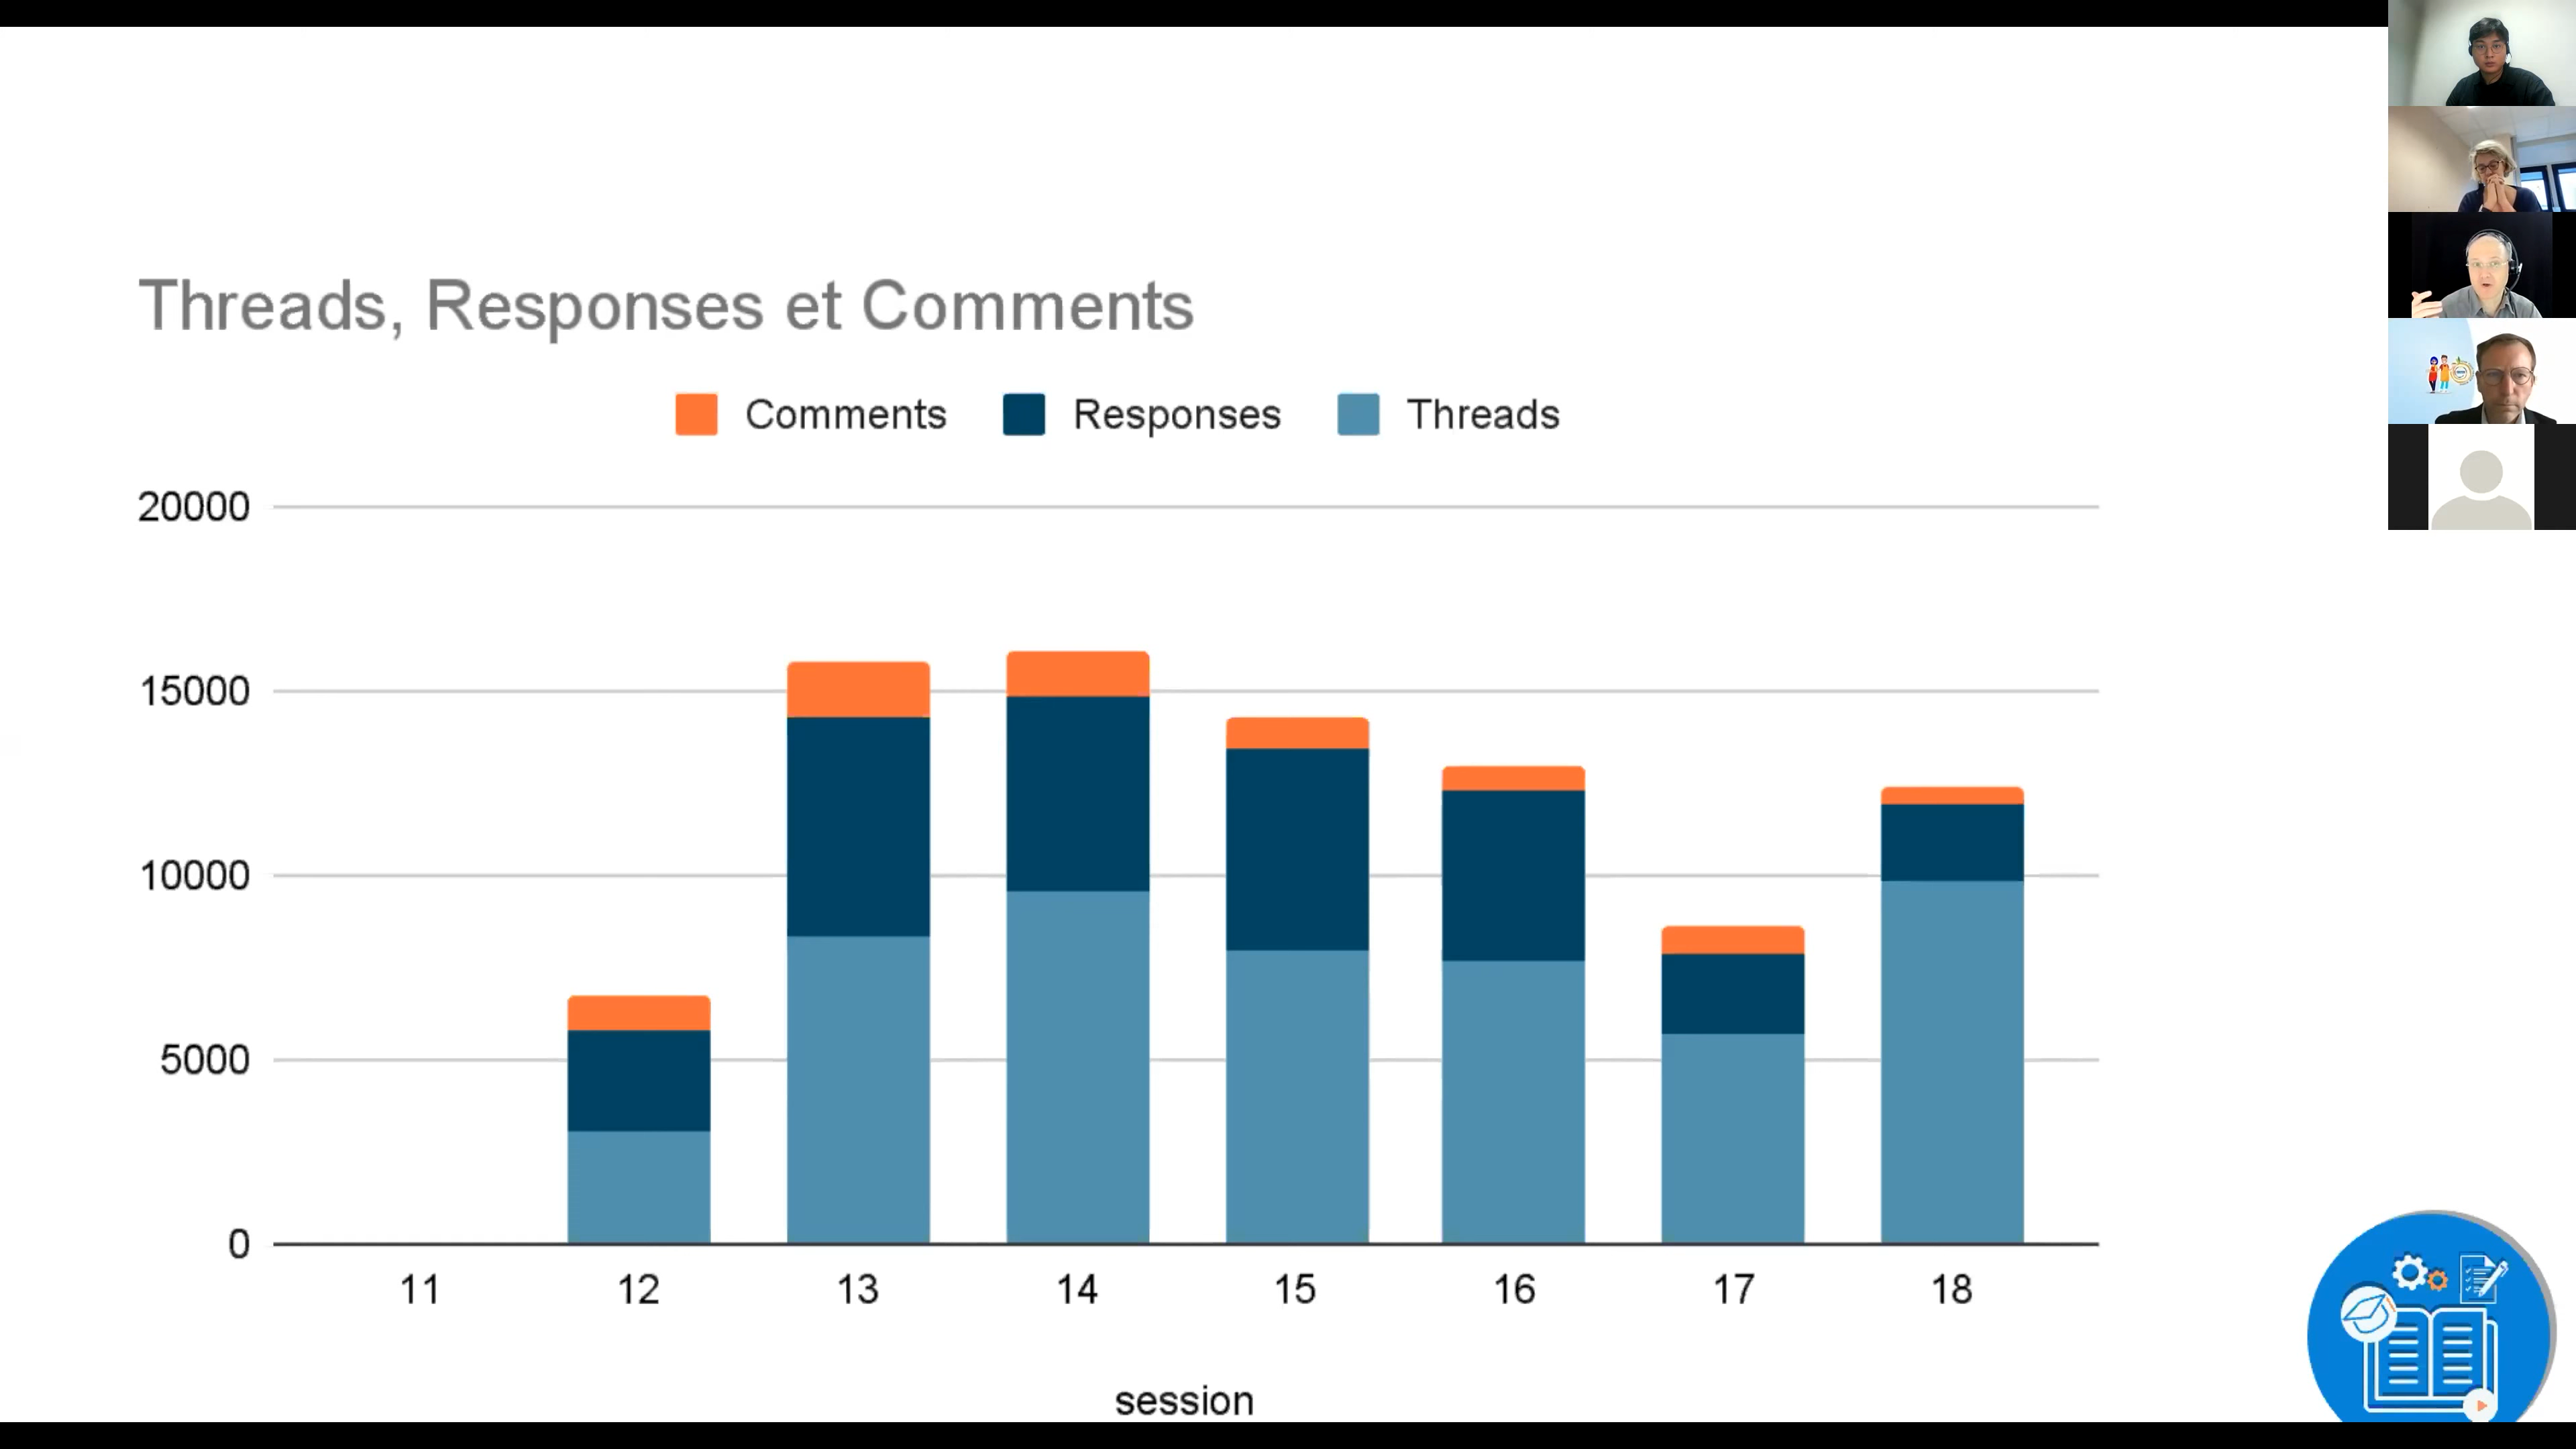 Threads, Responses et Comments
Comments Responses Threads
20000
15000
10000
5000
0
11 12 13 14 15 16 17 18
session